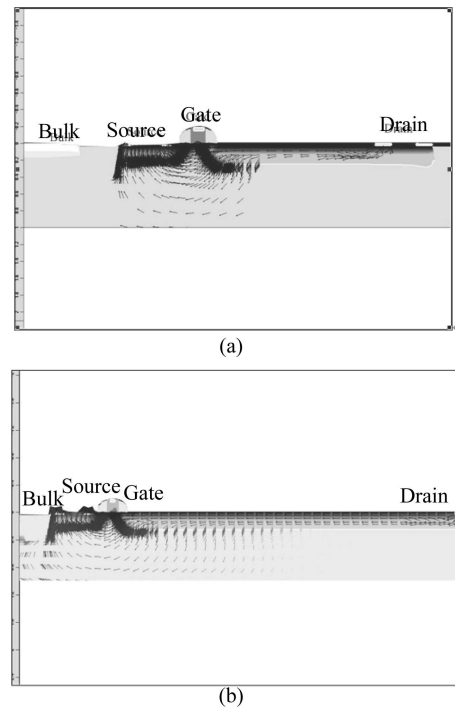 Gate
Bulk Source Drain
(a)
Source Gate
Bulk Drain
(b)